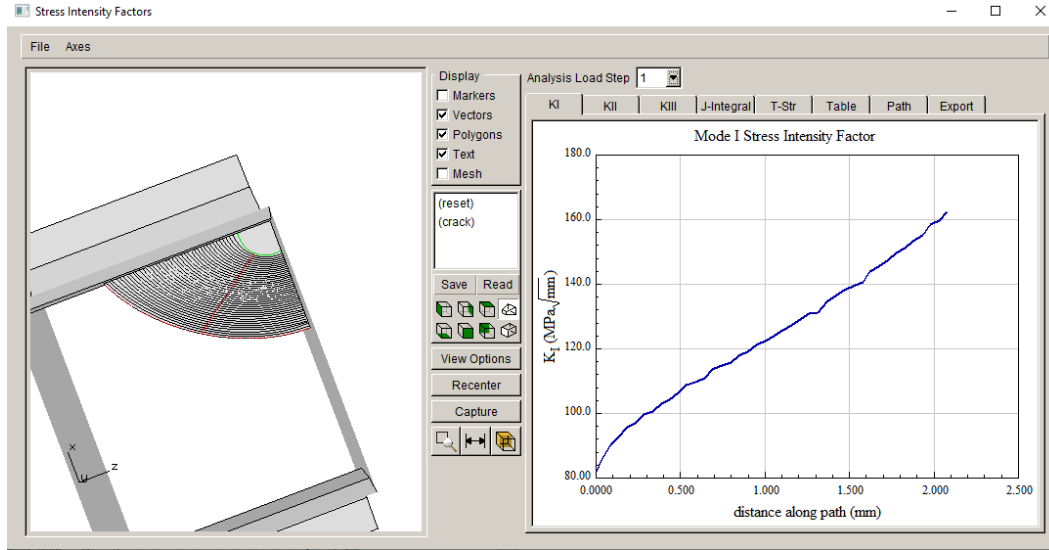 Stress Intensity Factors
File Axes
Display
Markers
Vectors
Polygons
Text
Mesh
(reset)
(crack)
Save Read
View Options
Recenter
Capture
x
z
Analysis Load Step 1
KI KII KIII J-Integral T-Str Table Path Export
Mode I Stress Intensity Factor
180.0
160.0
140.0
120.0
100.0
80.00
K_I (MPa√mm)
0.0000 0.500 1.000 1.500 2.000 2.500
distance along path (mm)